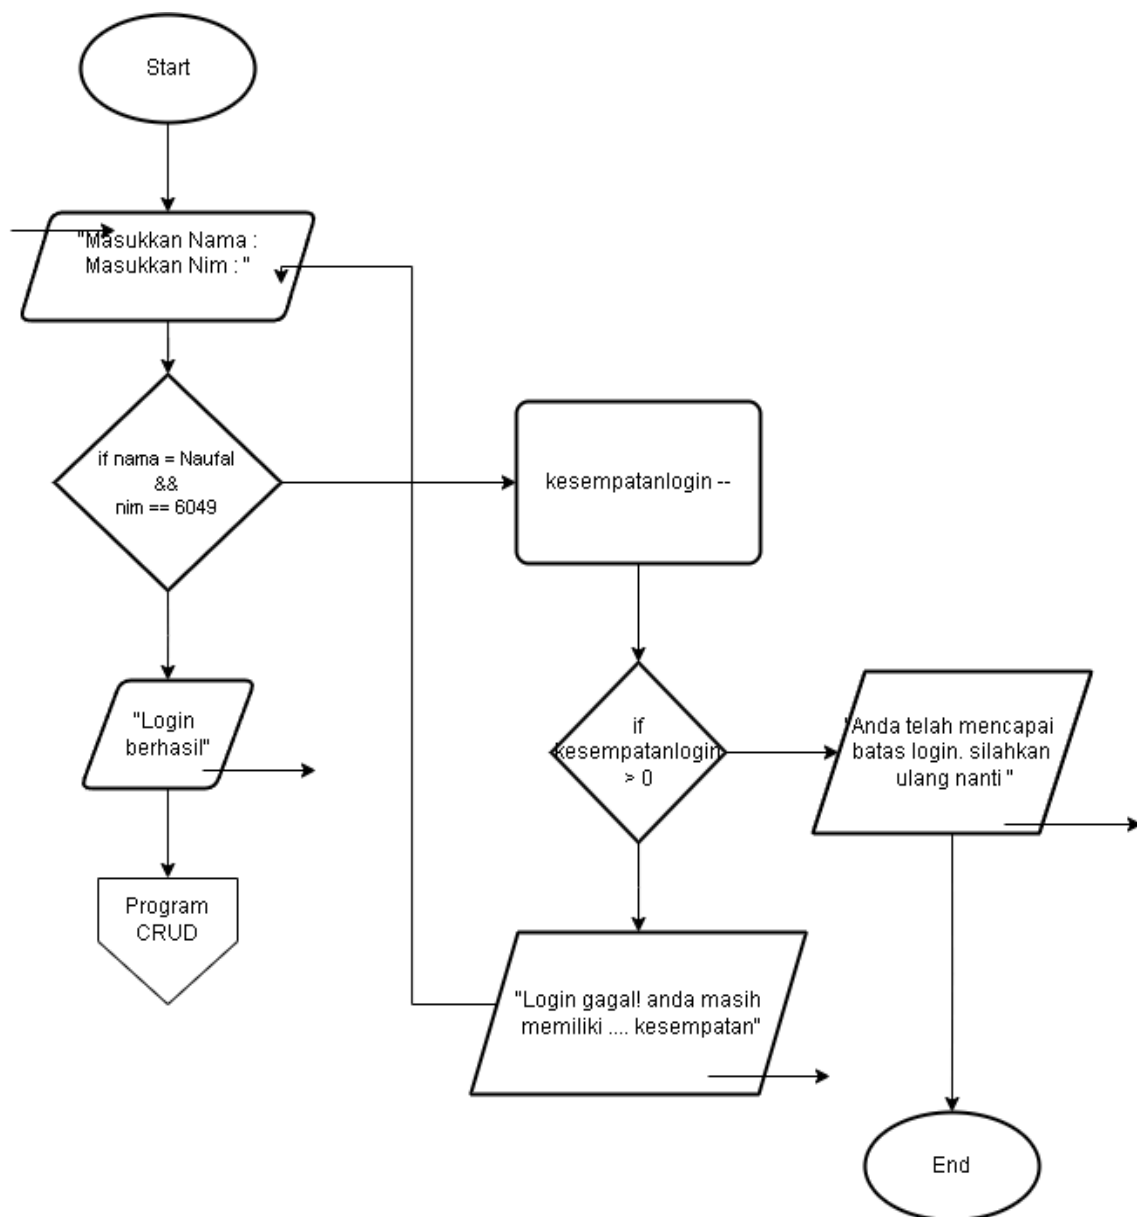 Start
"Masukkan Nama :
Masukkan Nim : "
if nama = Naufal
&&
nim == 6049
kesempatanlogin --
"Login
berhasil"
if
kesempatanlogin
> 0
"Anda telah mencapai
batas login. silahkan
ulang nanti "
Program
CRUD
"Login gagal! anda masih
memiliki .... kesempatan"
End